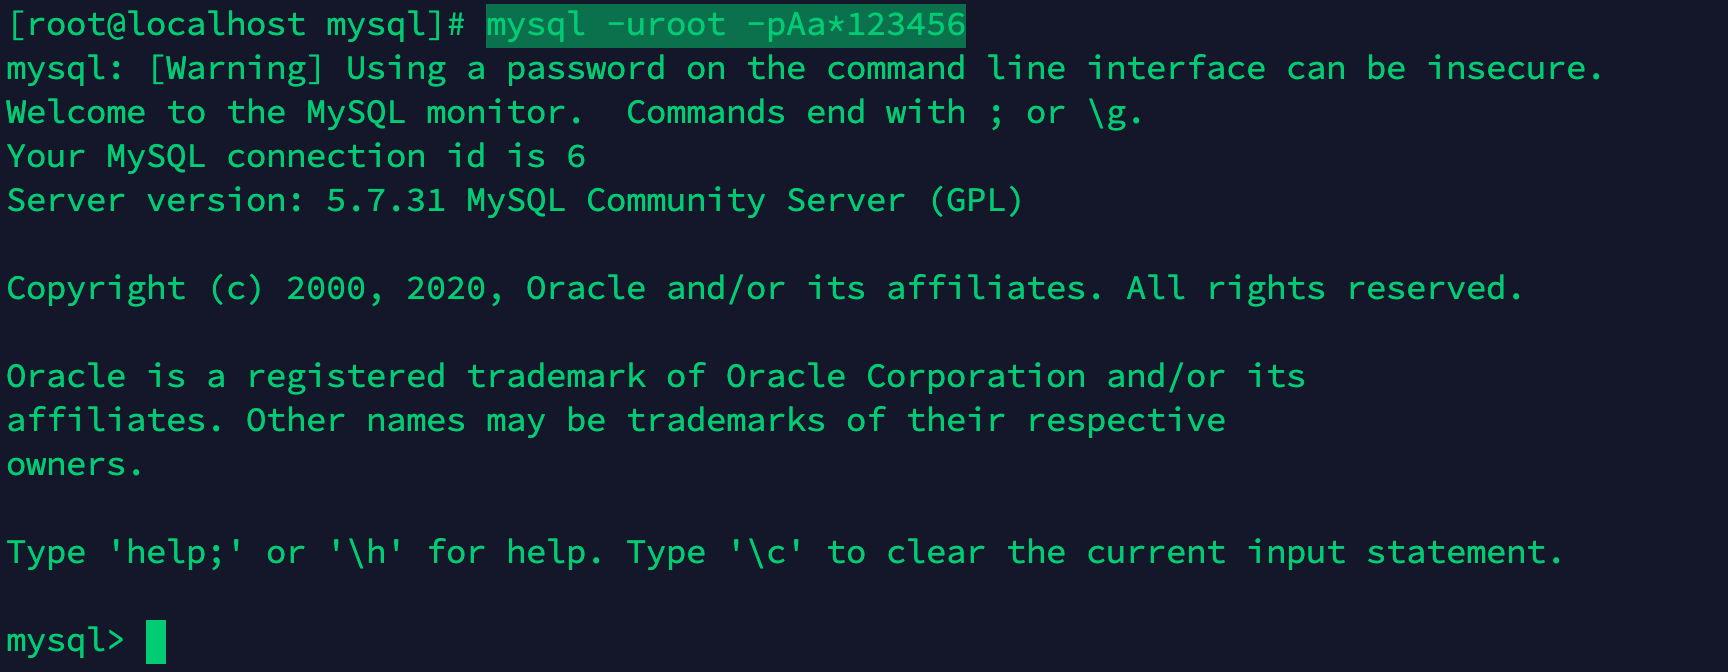 [root@localhost mysql]# mysql -uroot -pAa*123456
mysql: [Warning] Using a password on the command line interface can be insecure.
Welcome to the MySQL monitor.  Commands end with ; or \g.
Your MySQL connection id is 6
Server version: 5.7.31 MySQL Community Server (GPL)

Copyright (c) 2000, 2020, Oracle and/or its affiliates. All rights reserved.

Oracle is a registered trademark of Oracle Corporation and/or its
affiliates. Other names may be trademarks of their respective
owners.

Type 'help;' or '\h' for help. Type '\c' to clear the current input statement.

mysql>